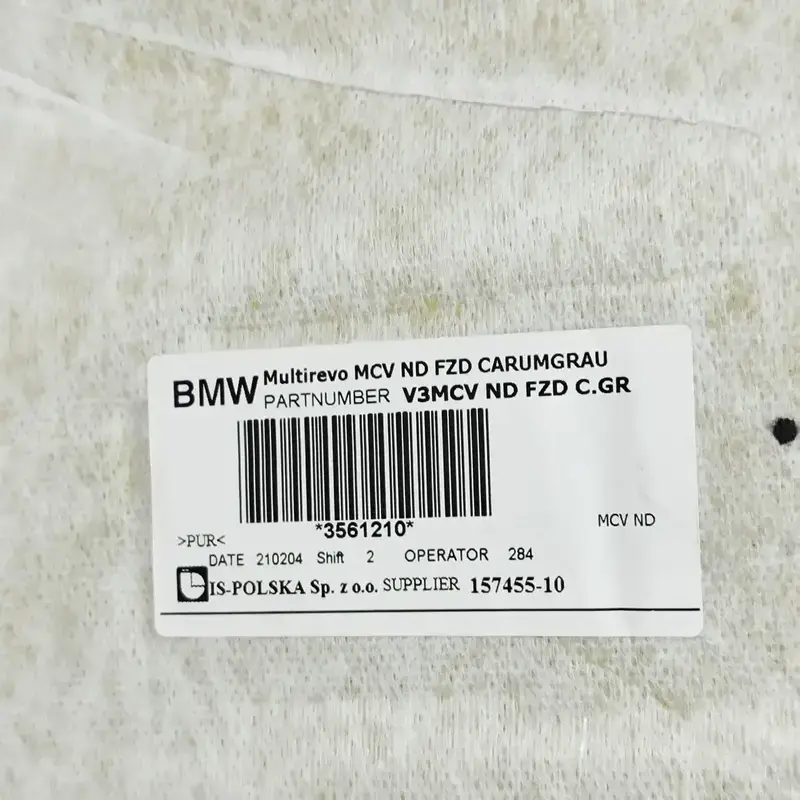 BMW Multirevo MCV ND FZD CARUMGRAU
PARTNUMBER V3MCV ND FZD C.GR
*3561210*
MCV ND
>PUR<
DATE 210204 Shift 2 OPERATOR 284
IS-POLSKA Sp. z o.o. SUPPLIER 157455-10